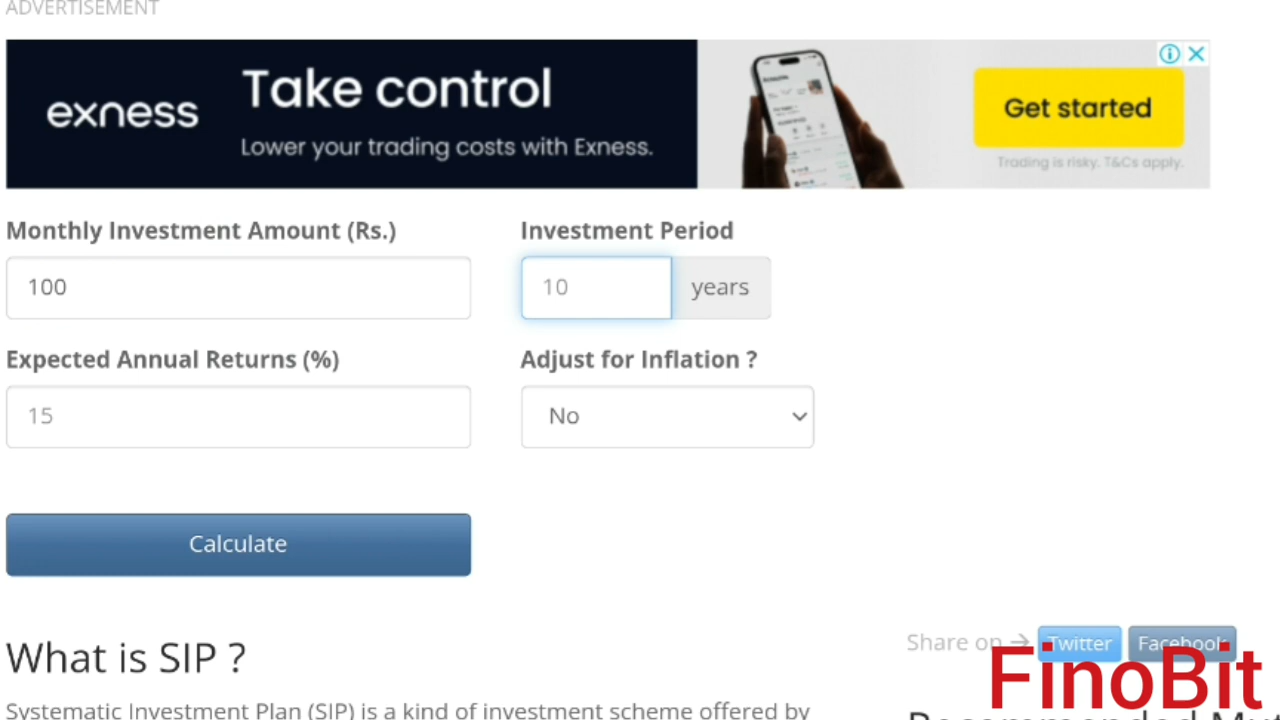 ADVERTISEMENT
exness
Take control
Lower your trading costs with Exness.
Get started
Trading is risky. T&Cs apply.
Monthly Investment Amount (Rs.)
Investment Period
100
10
years
Expected Annual Returns (%)
Adjust for Inflation ?
15
No
Calculate
What is SIP ?
Share on →
Twitter
Facebook
FinoBit
Systematic Investment Plan (SIP) is a kind of investment scheme offered by